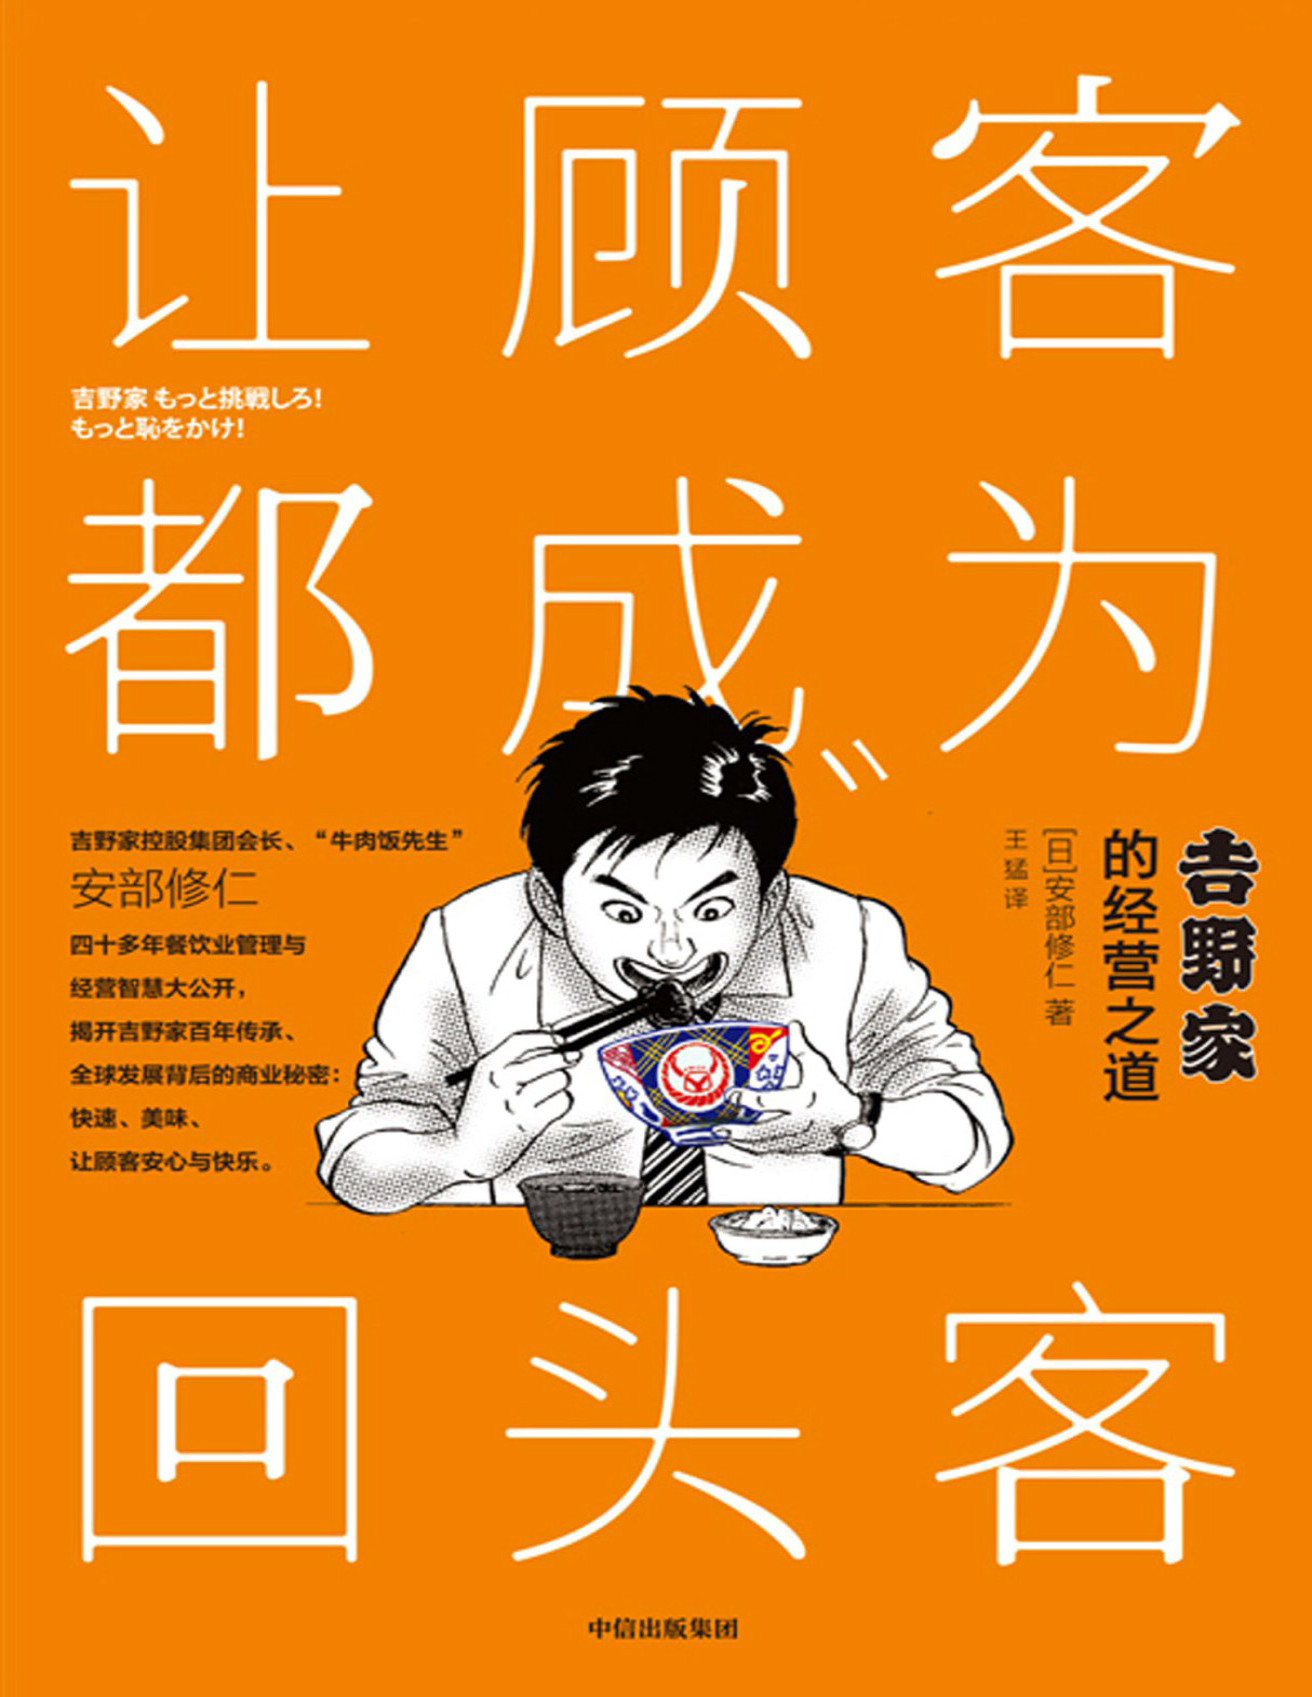 让顾客
吉野家 もっと挑戦しろ！
もっと恥をかけ！
都成为
吉野家
的经营之道
[日]安部修仁 著
王猛 译
吉野家控股集团会长、“牛肉饭先生”
安部修仁
四十多年餐饮业管理与
经营智慧大公开，
揭开吉野家百年传承、
全球发展背后的商业秘密：
快速、美味、
让顾客安心与快乐。
回头客
中信出版集团